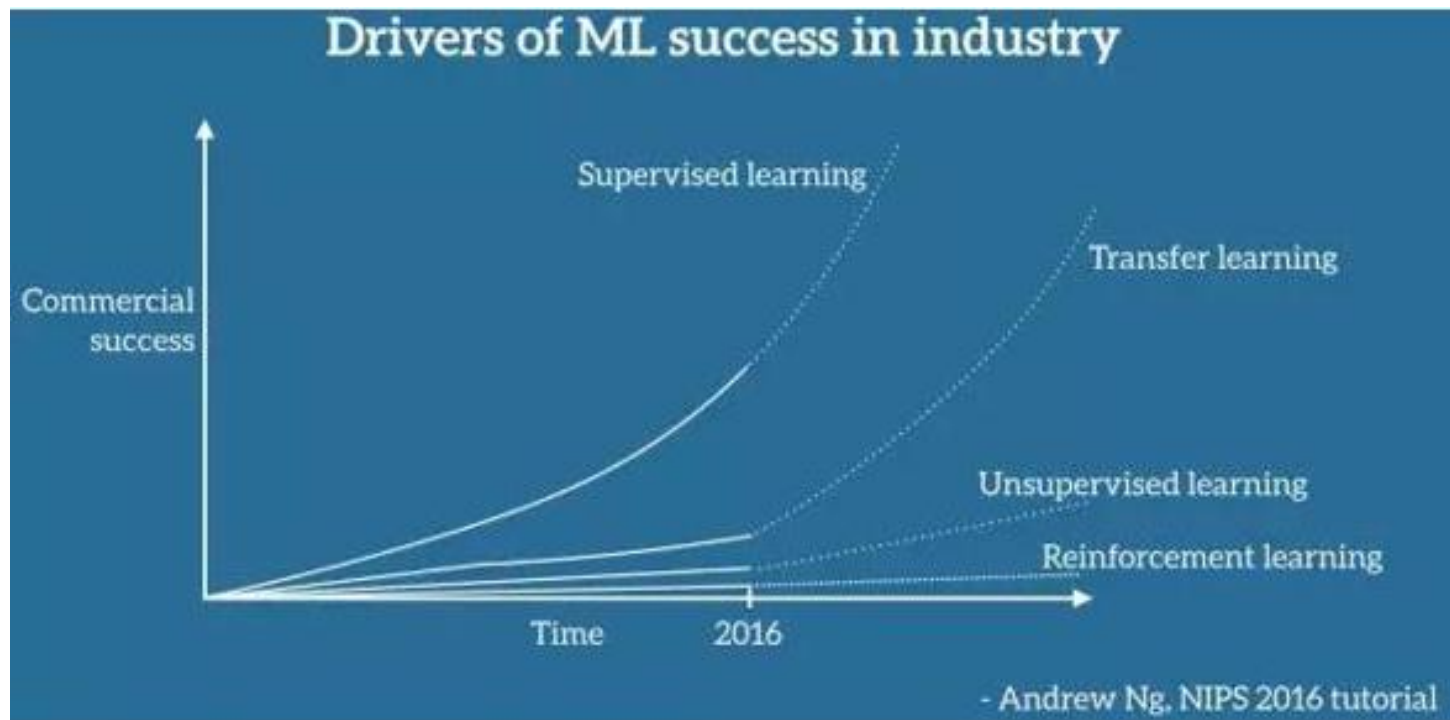 Drivers of ML success in industry
Supervised learning
Transfer learning
Commercial
success
Unsupervised learning
Reinforcement learning
Time
2016
- Andrew Ng, NIPS 2016 tutorial